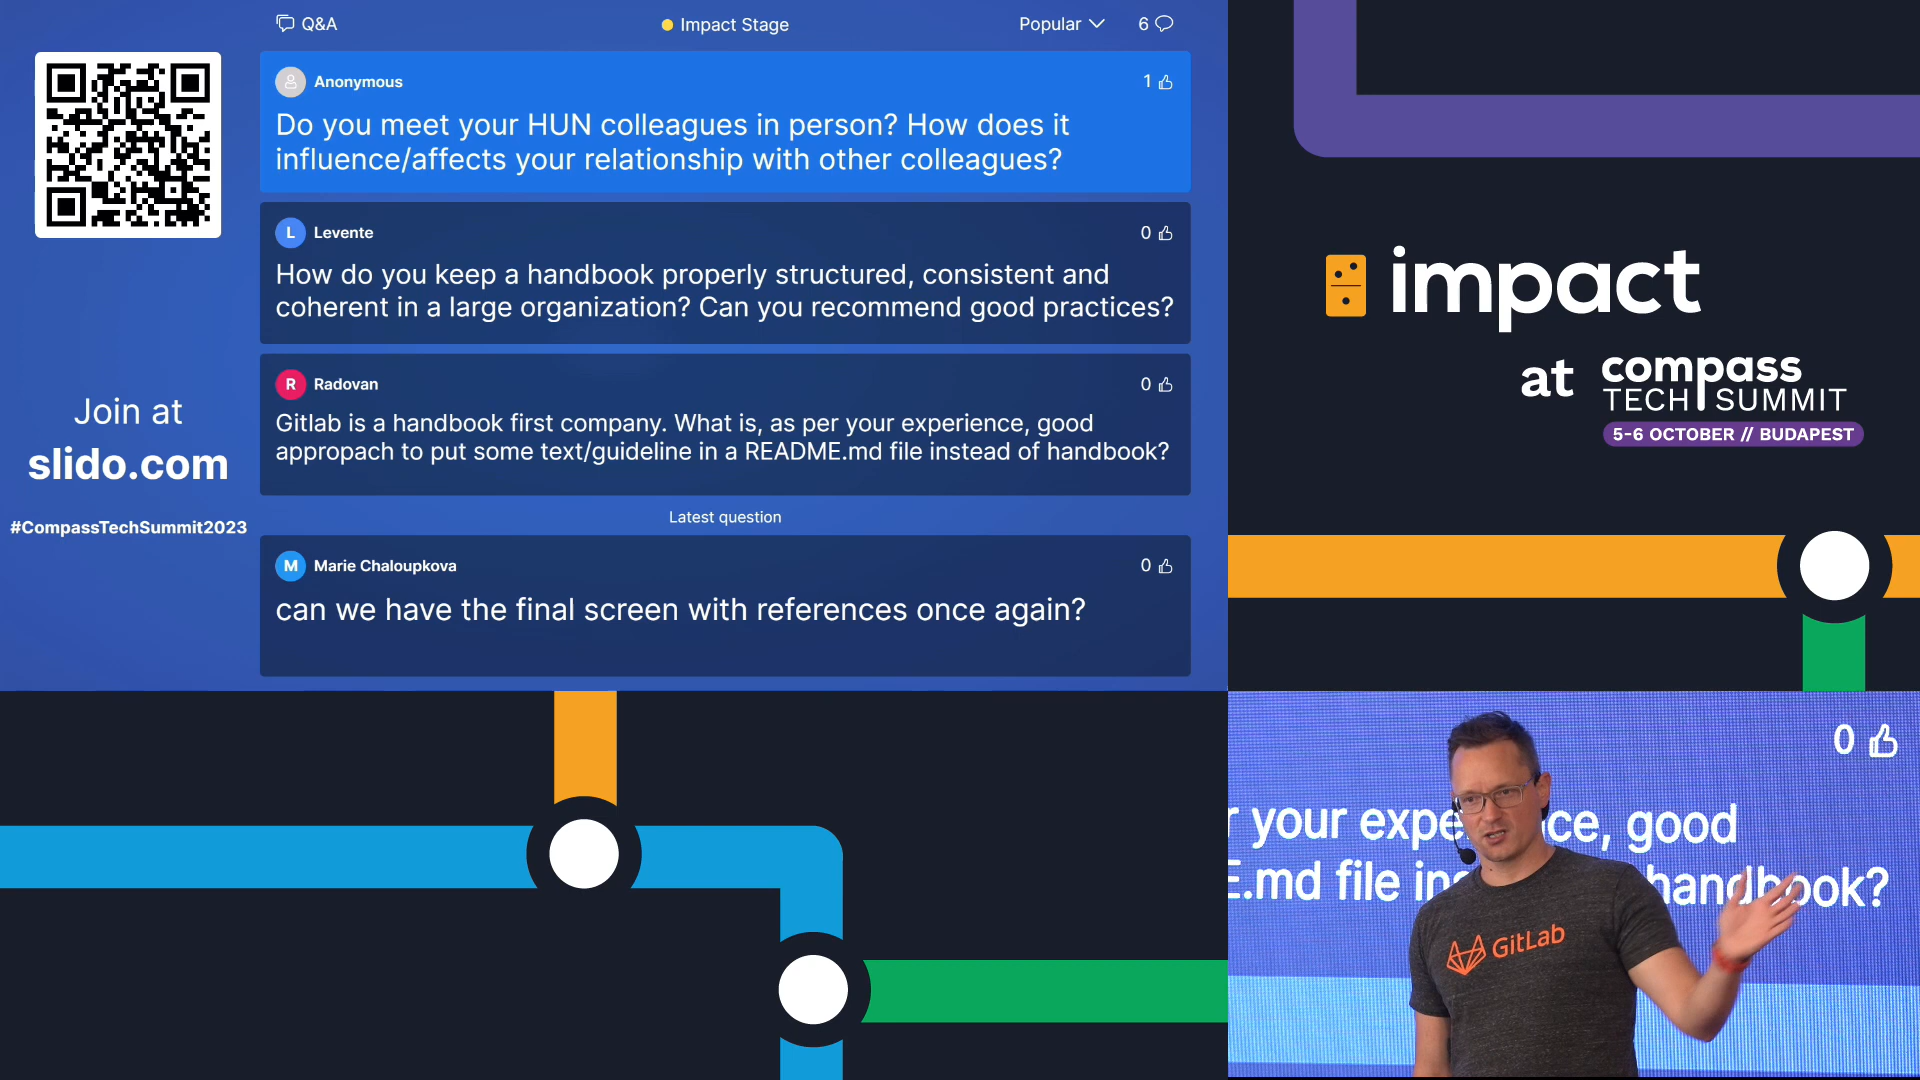 Q&A
Impact Stage
Popular
6
Anonymous
1
Do you meet your HUN colleagues in person? How does it
influence/affects your relationship with other colleagues?
L
Levente
0
How do you keep a handbook properly structured, consistent and
coherent in a large organization? Can you recommend good practices?
R
Radovan
0
Gitlab is a handbook first company. What is, as per your experience, good
appropach to put some text/guideline in a README.md file instead of handbook?
Latest question
M
Marie Chaloupkova
0
can we have the final screen with references once again?
Join at
slido.com
#CompassTechSummit2023
impact
at
compass
TECH SUMMIT
5-6 OCTOBER // BUDAPEST
0
your expe ce, good
.md file in handbook?
GitLab